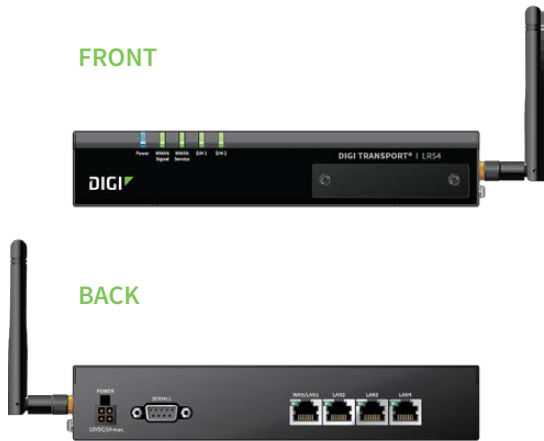 FRONT
Power
WWAN Signal
WWAN Service
SIM 1
SIM 2
DIGI TRANSPORT® | LR54
DIGI
BACK
POWER
SERIAL 1
WAN/LAN1
LAN2
LAN3
LAN4
12VDC/2A max.